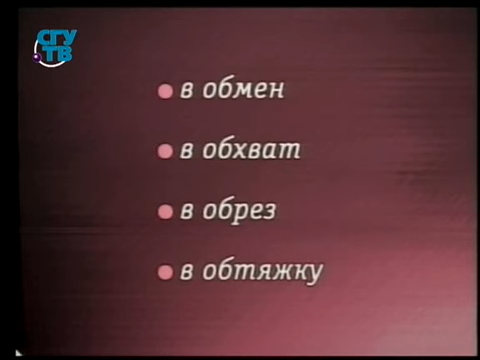 СГУ
ТВ
в обмен
в обхват
в обрез
в обтяжку